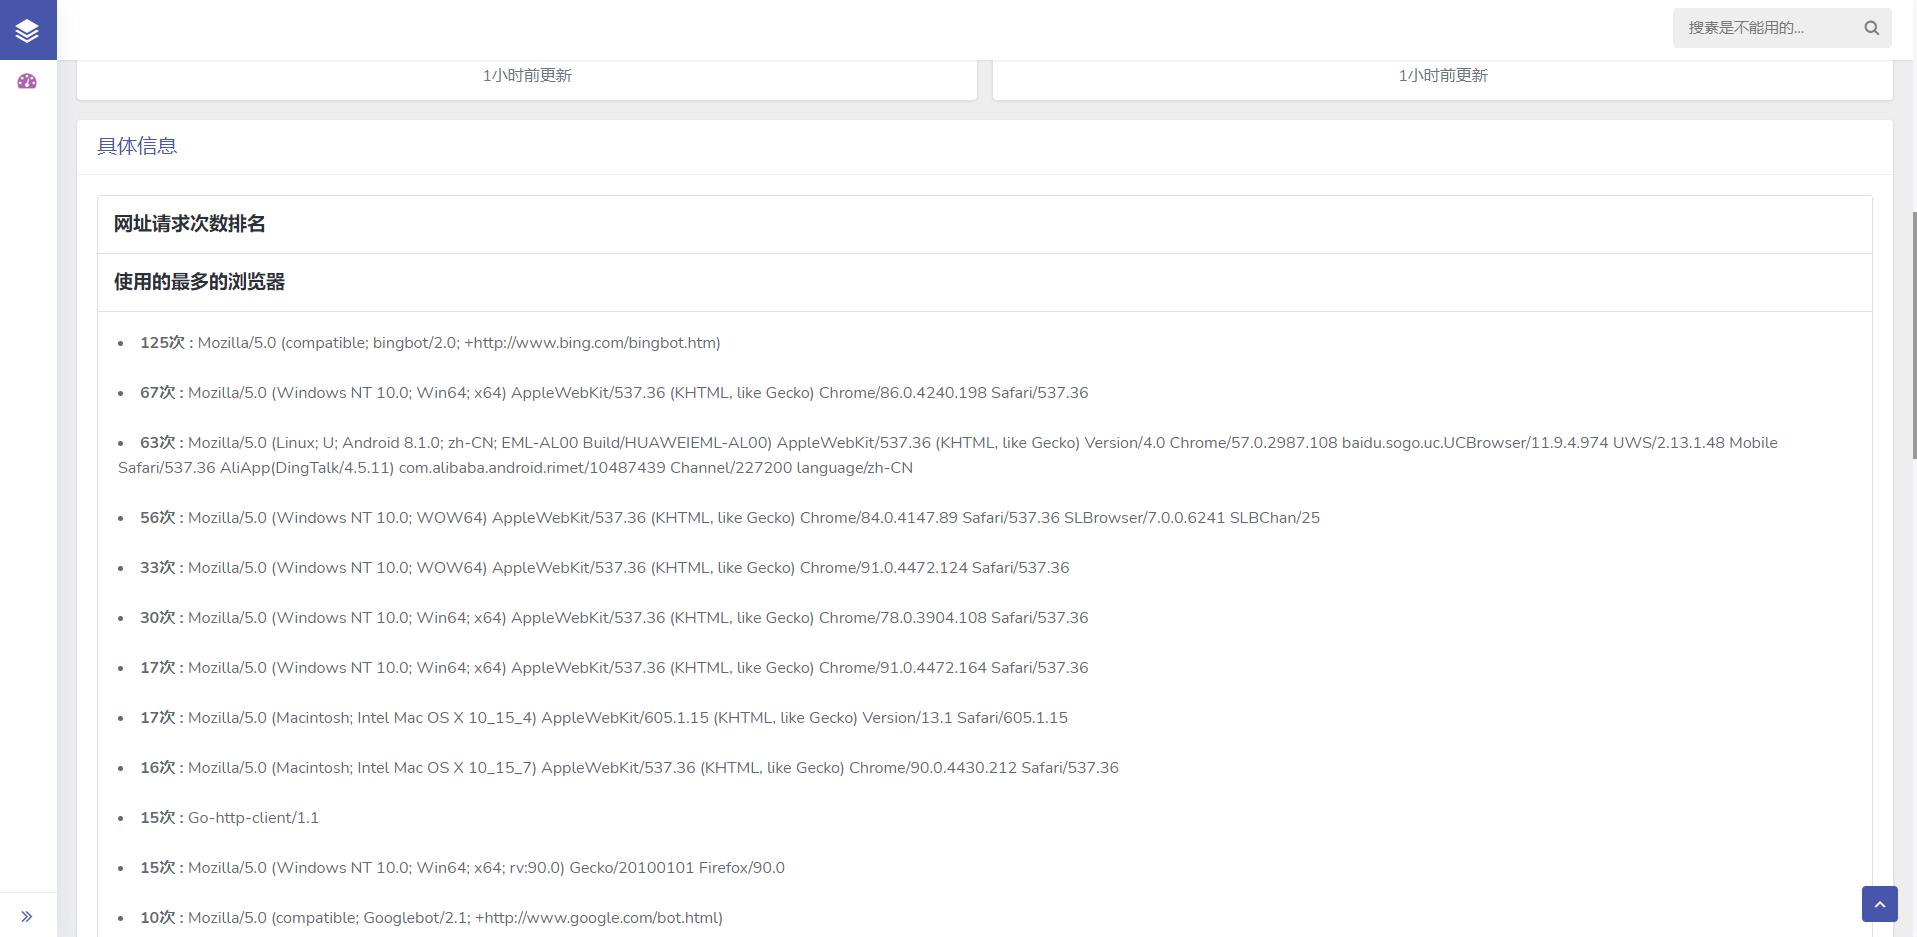 搜素是不能用的...
1小时前更新
1小时前更新
具体信息
网址请求次数排名
使用的最多的浏览器
125次 : Mozilla/5.0 (compatible; bingbot/2.0; +http://www.bing.com/bingbot.htm)
67次 : Mozilla/5.0 (Windows NT 10.0; Win64; x64) AppleWebKit/537.36 (KHTML, like Gecko) Chrome/86.0.4240.198 Safari/537.36
63次 : Mozilla/5.0 (Linux; U; Android 8.1.0; zh-CN; EML-AL00 Build/HUAWEIEML-AL00) AppleWebKit/537.36 (KHTML, like Gecko) Version/4.0 Chrome/57.0.2987.108 baidu.sogo.uc.UCBrowser/11.9.4.974 UWS/2.13.1.48 Mobile
Safari/537.36 AliApp(DingTalk/4.5.11) com.alibaba.android.rimet/10487439 Channel/227200 language/zh-CN
56次 : Mozilla/5.0 (Windows NT 10.0; WOW64) AppleWebKit/537.36 (KHTML, like Gecko) Chrome/84.0.4147.89 Safari/537.36 SLBrowser/7.0.0.6241 SLBChan/25
33次 : Mozilla/5.0 (Windows NT 10.0; WOW64) AppleWebKit/537.36 (KHTML, like Gecko) Chrome/91.0.4472.124 Safari/537.36
30次 : Mozilla/5.0 (Windows NT 10.0; Win64; x64) AppleWebKit/537.36 (KHTML, like Gecko) Chrome/78.0.3904.108 Safari/537.36
17次 : Mozilla/5.0 (Windows NT 10.0; Win64; x64) AppleWebKit/537.36 (KHTML, like Gecko) Chrome/91.0.4472.164 Safari/537.36
17次 : Mozilla/5.0 (Macintosh; Intel Mac OS X 10_15_4) AppleWebKit/605.1.15 (KHTML, like Gecko) Version/13.1 Safari/605.1.15
16次 : Mozilla/5.0 (Macintosh; Intel Mac OS X 10_15_7) AppleWebKit/537.36 (KHTML, like Gecko) Chrome/90.0.4430.212 Safari/537.36
15次 : Go-http-client/1.1
15次 : Mozilla/5.0 (Windows NT 10.0; Win64; x64; rv:90.0) Gecko/20100101 Firefox/90.0
10次 : Mozilla/5.0 (compatible; Googlebot/2.1; +http://www.google.com/bot.html)